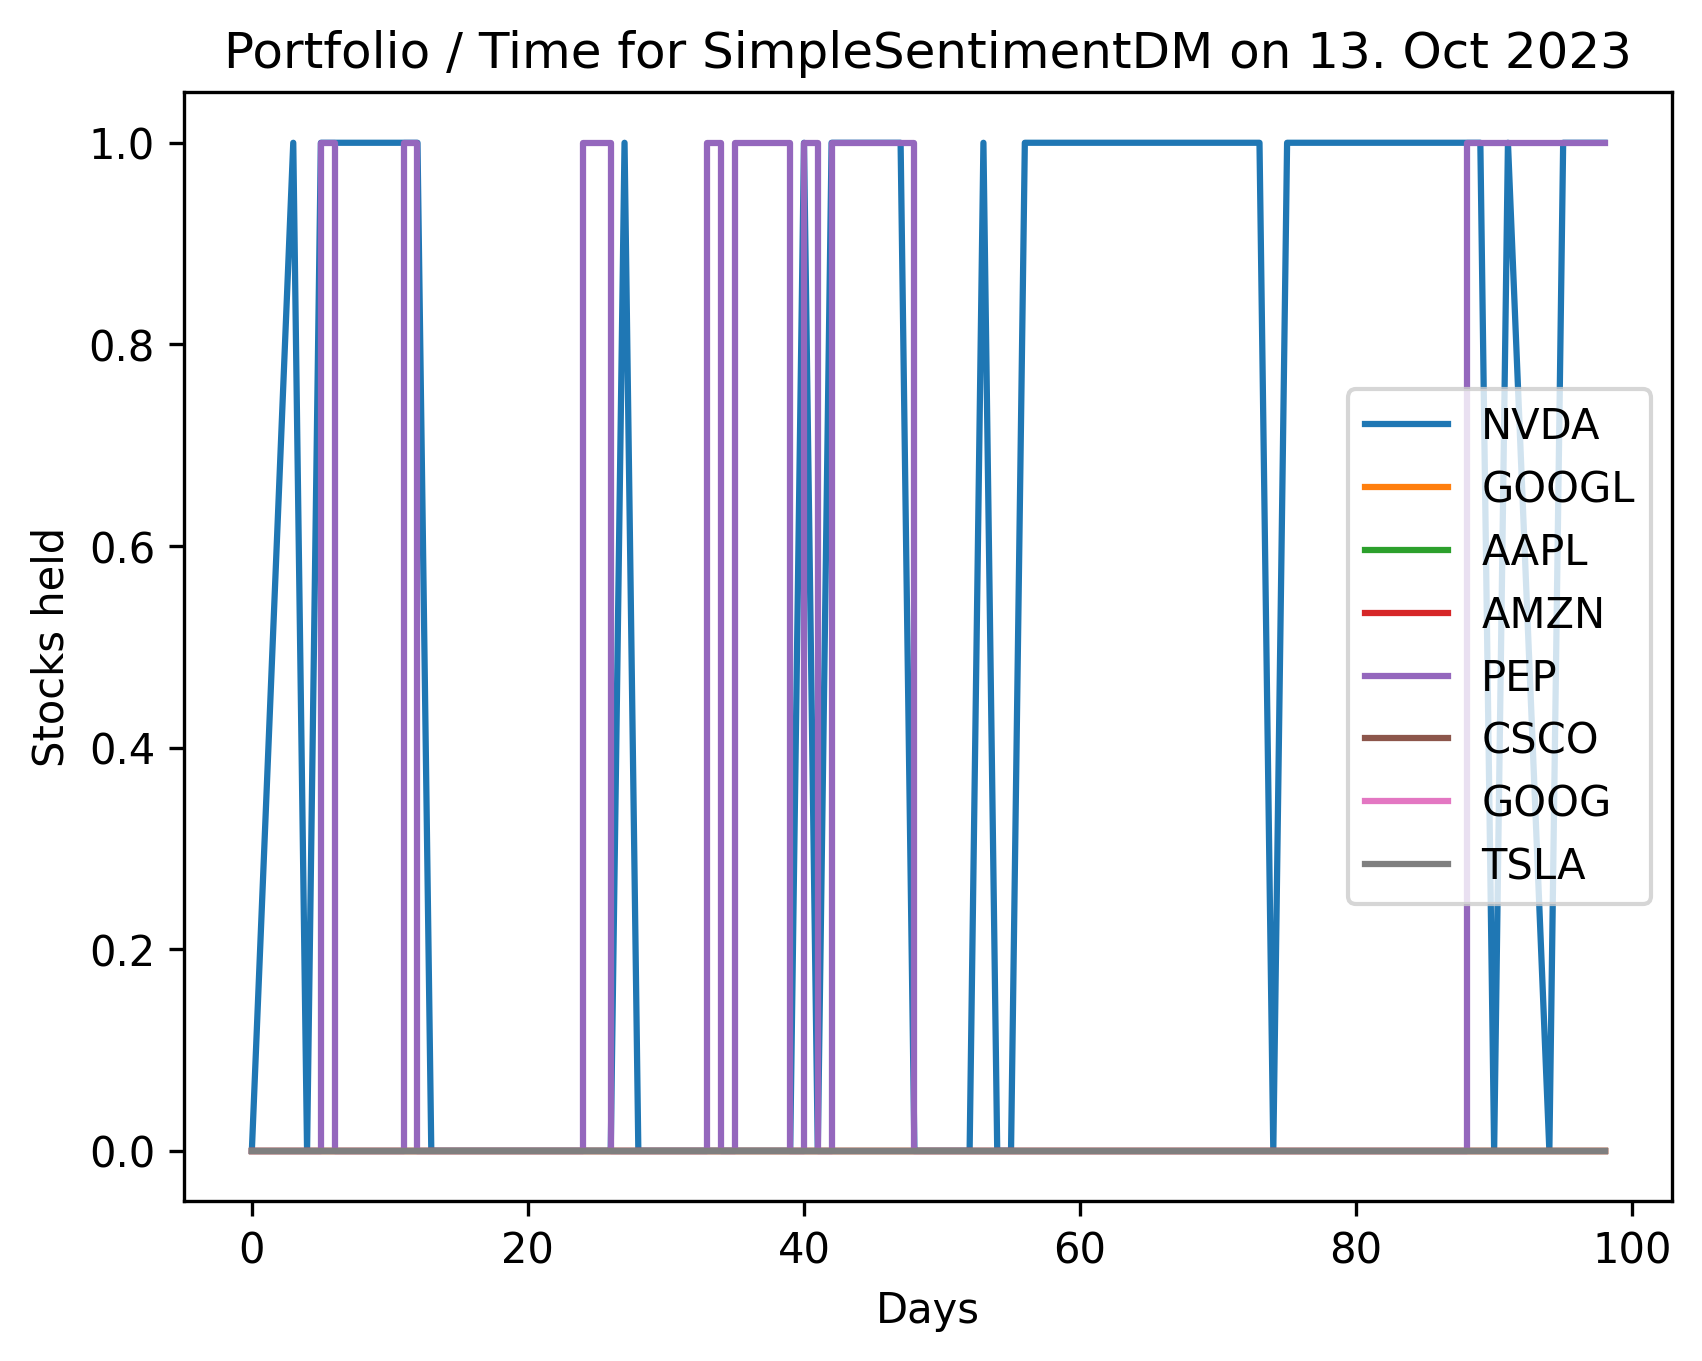 Portfolio / Time for SimpleSentimentDM on 13. Oct 2023
1.0
0.8
0.6
0.4
0.2
0.0
Stocks held
NVDA
GOOGL
AAPL
AMZN
PEP
CSCO
GOOG
TSLA
0 20 40 60 80 100
Days